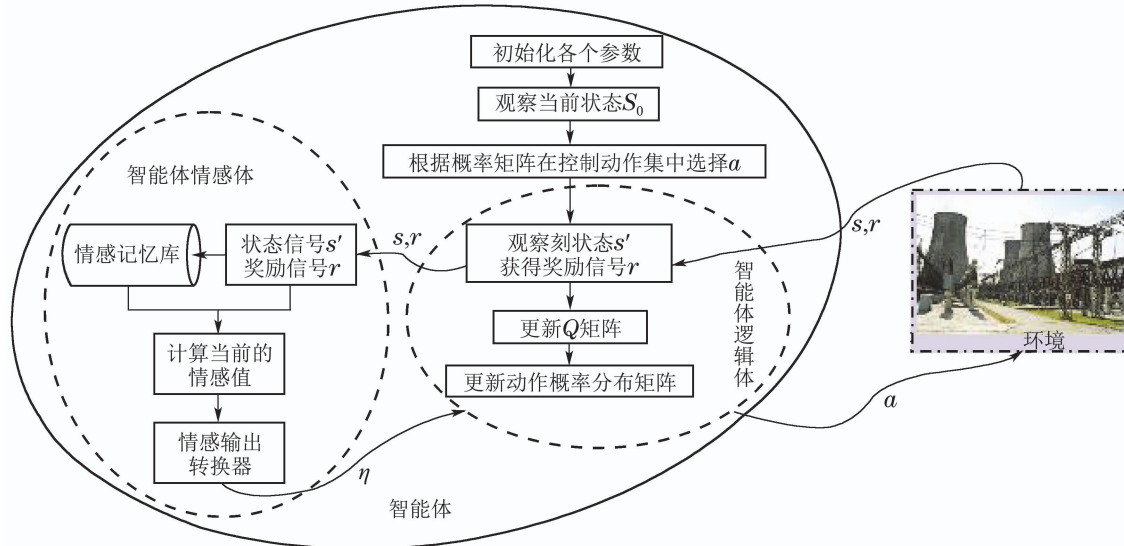 初始化各个参数
观察当前状态S₀
根据概率矩阵在控制动作集中选择a
智能体情感体
情感记忆库
状态信号s′
奖励信号r
s,r
观察刻状态s′
获得奖励信号r
s,r
智能体逻辑体
更新Q矩阵
计算当前的
情感值
更新动作概率分布矩阵
环境
a
情感输出
转换器
η
智能体